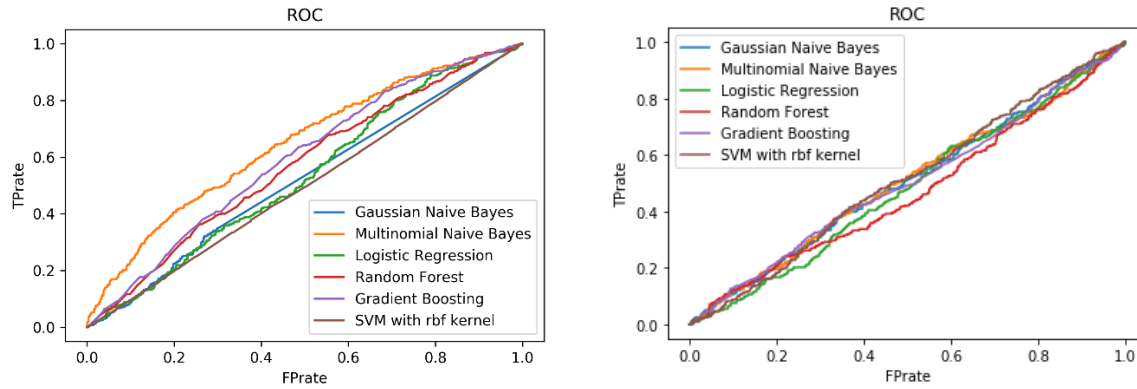 ROC
TPrate
1.0
0.8
0.6
0.4
0.2
0.0
Gaussian Naive Bayes
Multinomial Naive Bayes
Logistic Regression
Random Forest
Gradient Boosting
SVM with rbf kernel
0.0 0.2 0.4 0.6 0.8 1.0
FPrate
ROC
TPrate
1.0
0.8
0.6
0.4
0.2
0.0
Gaussian Naive Bayes
Multinomial Naive Bayes
Logistic Regression
Random Forest
Gradient Boosting
SVM with rbf kernel
0.0 0.2 0.4 0.6 0.8 1.0
FPrate